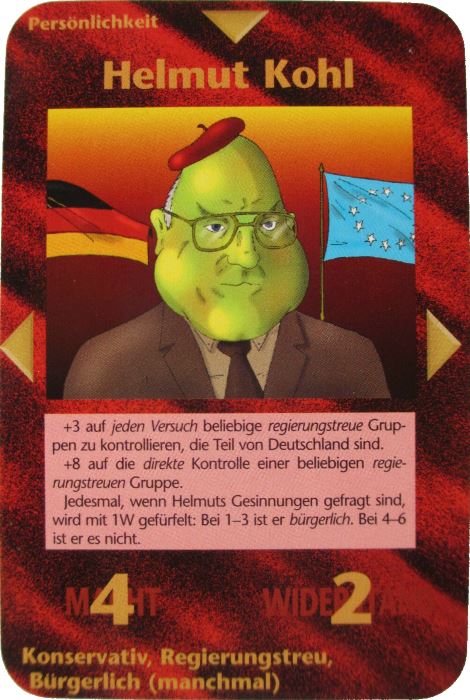 Persönlichkeit
Helmut Kohl
+3 auf jeden Versuch beliebige regierungstreue Grup-
pen zu kontrollieren, die Teil von Deutschland sind.
+8 auf die direkte Kontrolle einer beliebigen regie-
rungstreuen Gruppe.
Jedesmal, wenn Helmuts Gesinnungen gefragt sind,
wird mit 1W gefürfelt: Bei 1–3 ist er bürgerlich. Bei 4–6
ist er es nicht.
MACHT 4 WIDERSTAND 2
Konservativ, Regierungstreu,
Bürgerlich (manchmal)